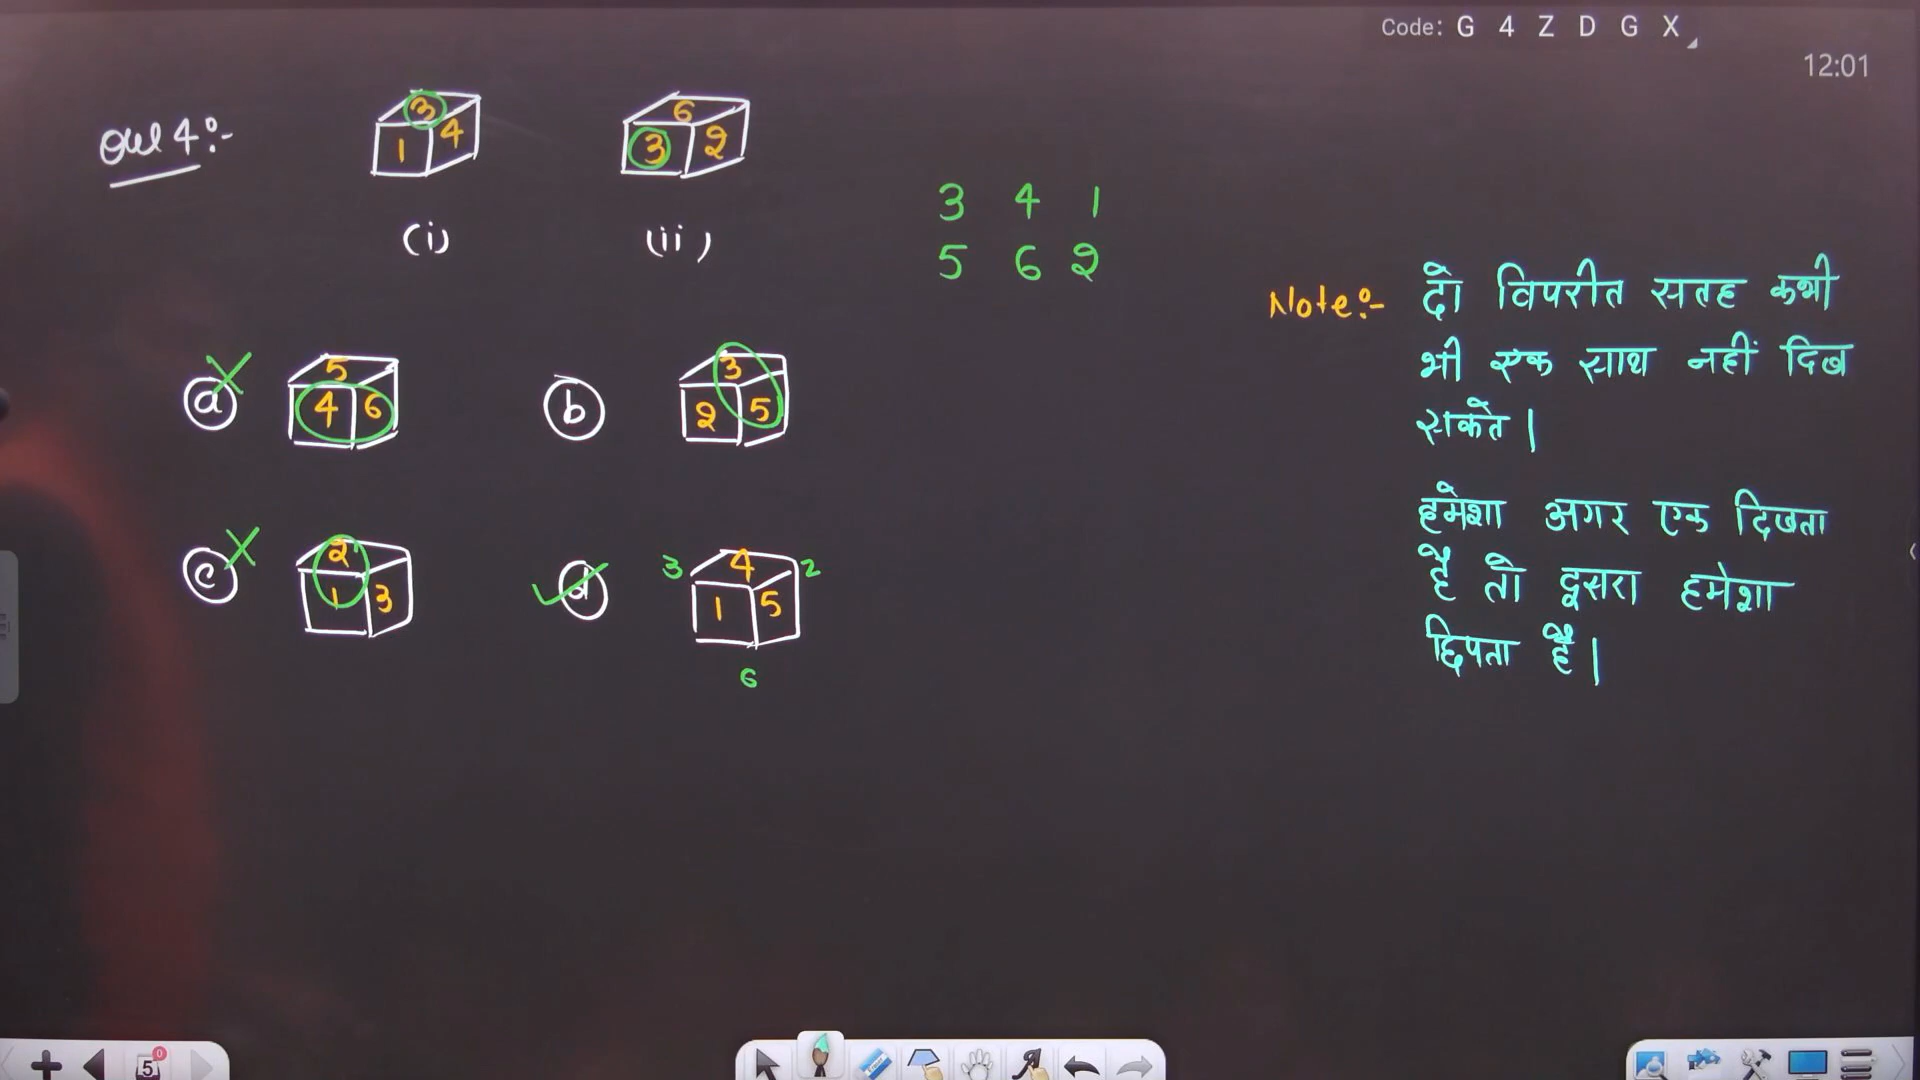 Code: G 4 Z D G X
12:01
Que 4:-
3 1 4
6 3 2
(i) (ii)
3 4 1
5 6 2
Note:- दो विपरीत सतह कभी
भी एक साथ नहीं दिख
सकते।
हमेशा अगर एक दिखता
है तो दूसरा हमेशा
छिपता है।
a X 5 4 6
b 3 2 5
c X 2 1 3
d 3 4 2 1 5
6
5 0